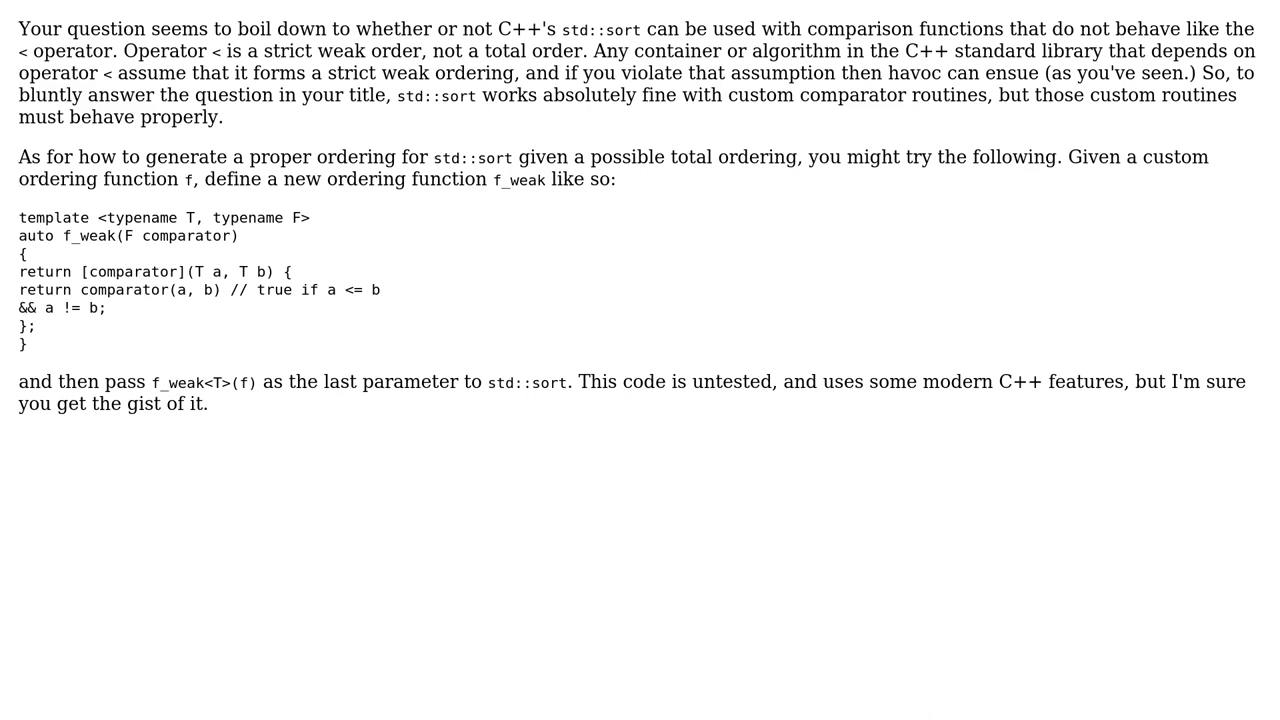 Your question seems to boil down to whether or not C++'s std::sort can be used with comparison functions that do not behave like the
< operator. Operator < is a strict weak order, not a total order. Any container or algorithm in the C++ standard library that depends on
operator < assume that it forms a strict weak ordering, and if you violate that assumption then havoc can ensue (as you've seen.) So, to
bluntly answer the question in your title, std::sort works absolutely fine with custom comparator routines, but those custom routines
must behave properly.
As for how to generate a proper ordering for std::sort given a possible total ordering, you might try the following. Given a custom
ordering function f, define a new ordering function f_weak like so:
template <typename T, typename F>
auto f_weak(F comparator)
{
return [comparator](T a, T b) {
return comparator(a, b) // true if a <= b
&& a != b;
};
}
and then pass f_weak<T>(f) as the last parameter to std::sort. This code is untested, and uses some modern C++ features, but I'm sure
you get the gist of it.